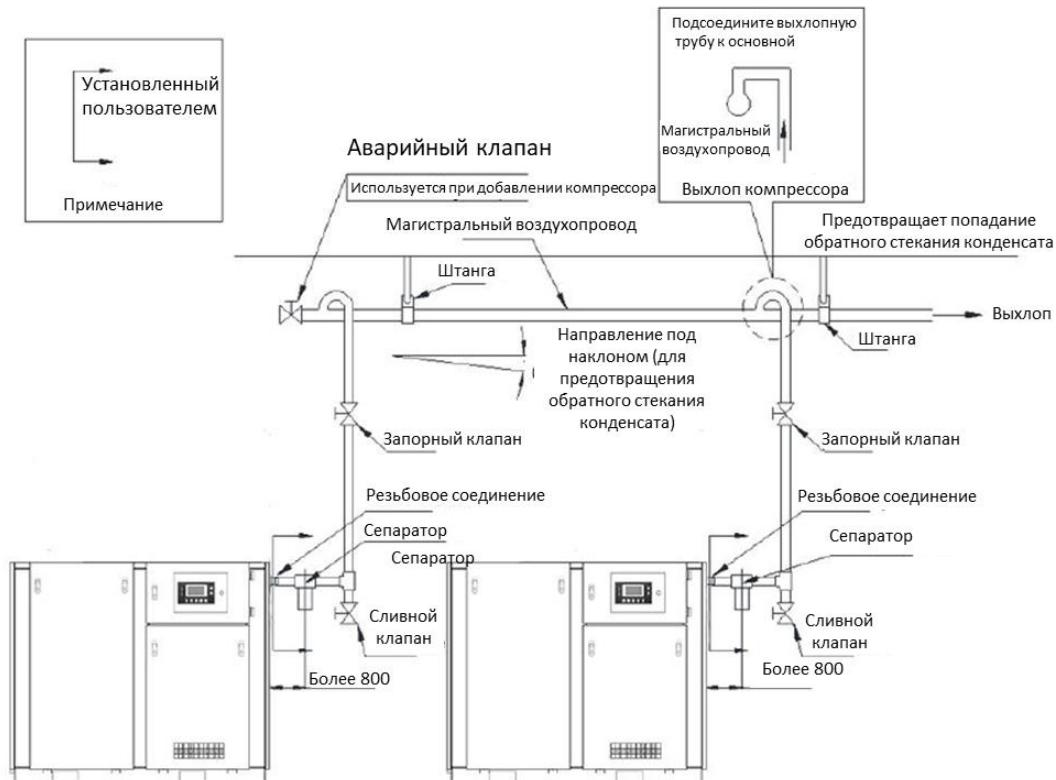 Подсоедините выхлопную
трубу к основной
Установленный
пользователем
Примечание
Магистральный
воздухопровод
Выхлоп компрессора
Аварийный клапан
Используется при добавлении компрессора
Магистральный воздухопровод
Предотвращает попадание
обратного стекания конденсата
Штанга
Выхлоп
Штанга
Направление под
наклоном (для
предотвращения
обратного стекания
конденсата)
Запорный клапан
Запорный клапан
Резьбовое соединение
Сепаратор
Сепаратор
Резьбовое соединение
Сепаратор
Сливной
клапан
Более 800
Сливной
клапан
Более 800